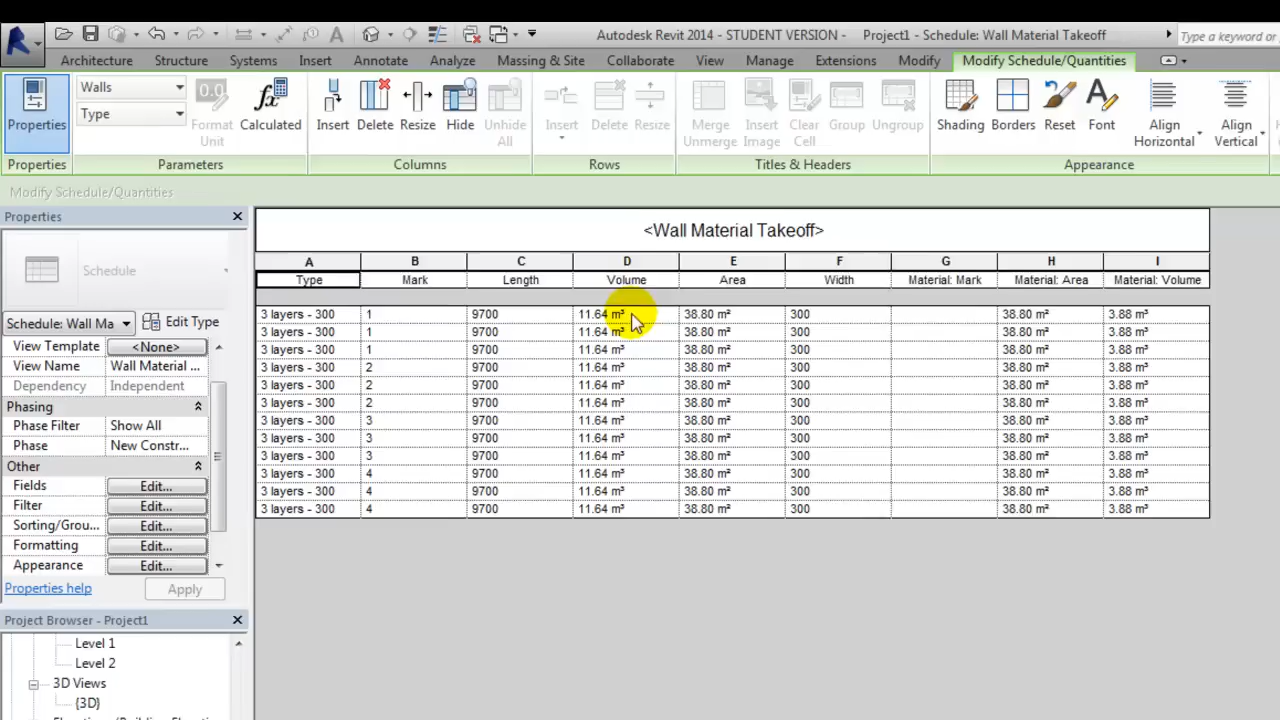 Autodesk Revit 2014 - STUDENT VERSION - Project1 - Schedule: Wall Material Takeoff Type a keyword or
Architecture Structure Systems Insert Annotate Analyze Massing & Site Collaborate View Manage Extensions Modify Modify Schedule/Quantities
Walls
Type
Properties Format Unit Calculated Insert Delete Resize Hide Unhide All Insert Delete Resize Merge Unmerge Insert Image Clear Cell Group Ungroup Shading Borders Reset Font Align Horizontal Align Vertical
Properties Parameters Columns Rows Titles & Headers Appearance
Modify Schedule/Quantities
Properties
Schedule
Schedule: Wall Ma Edit Type
View Template <None>
View Name Wall Material ...
Dependency Independent
Phasing
Phase Filter Show All
Phase New Constr...
Other
Fields Edit...
Filter Edit...
Sorting/Grou... Edit...
Formatting Edit...
Appearance Edit...
Properties help Apply
Project Browser - Project1
Level 1
Level 2
3D Views
{3D}
<Wall Material Takeoff>
A B C D E F G H I
Type Mark Length Volume Area Width Material: Mark Material: Area Material: Volume
3 layers - 300 1 9700 11.64 m³ 38.80 m² 300 38.80 m² 3.88 m³
3 layers - 300 1 9700 11.64 m³ 38.80 m² 300 38.80 m² 3.88 m³
3 layers - 300 1 9700 11.64 m³ 38.80 m² 300 38.80 m² 3.88 m³
3 layers - 300 2 9700 11.64 m³ 38.80 m² 300 38.80 m² 3.88 m³
3 layers - 300 2 9700 11.64 m³ 38.80 m² 300 38.80 m² 3.88 m³
3 layers - 300 2 9700 11.64 m³ 38.80 m² 300 38.80 m² 3.88 m³
3 layers - 300 3 9700 11.64 m³ 38.80 m² 300 38.80 m² 3.88 m³
3 layers - 300 3 9700 11.64 m³ 38.80 m² 300 38.80 m² 3.88 m³
3 layers - 300 3 9700 11.64 m³ 38.80 m² 300 38.80 m² 3.88 m³
3 layers - 300 4 9700 11.64 m³ 38.80 m² 300 38.80 m² 3.88 m³
3 layers - 300 4 9700 11.64 m³ 38.80 m² 300 38.80 m² 3.88 m³
3 layers - 300 4 9700 11.64 m³ 38.80 m² 300 38.80 m² 3.88 m³